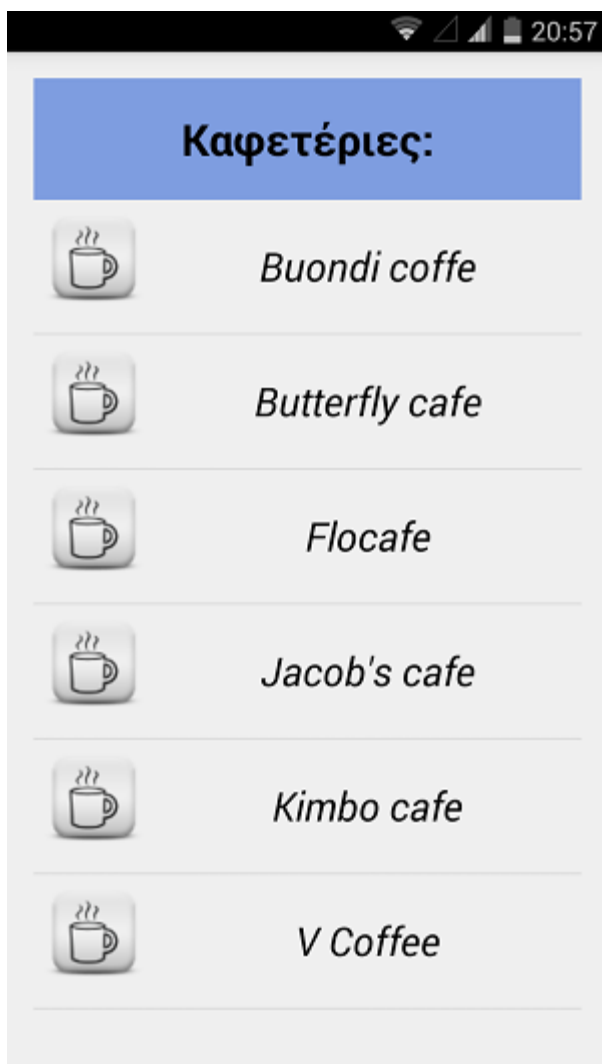 20:57
Καφετέριες:
Buondi coffe
Butterfly cafe
Flocafe
Jacob's cafe
Kimbo cafe
V Coffee